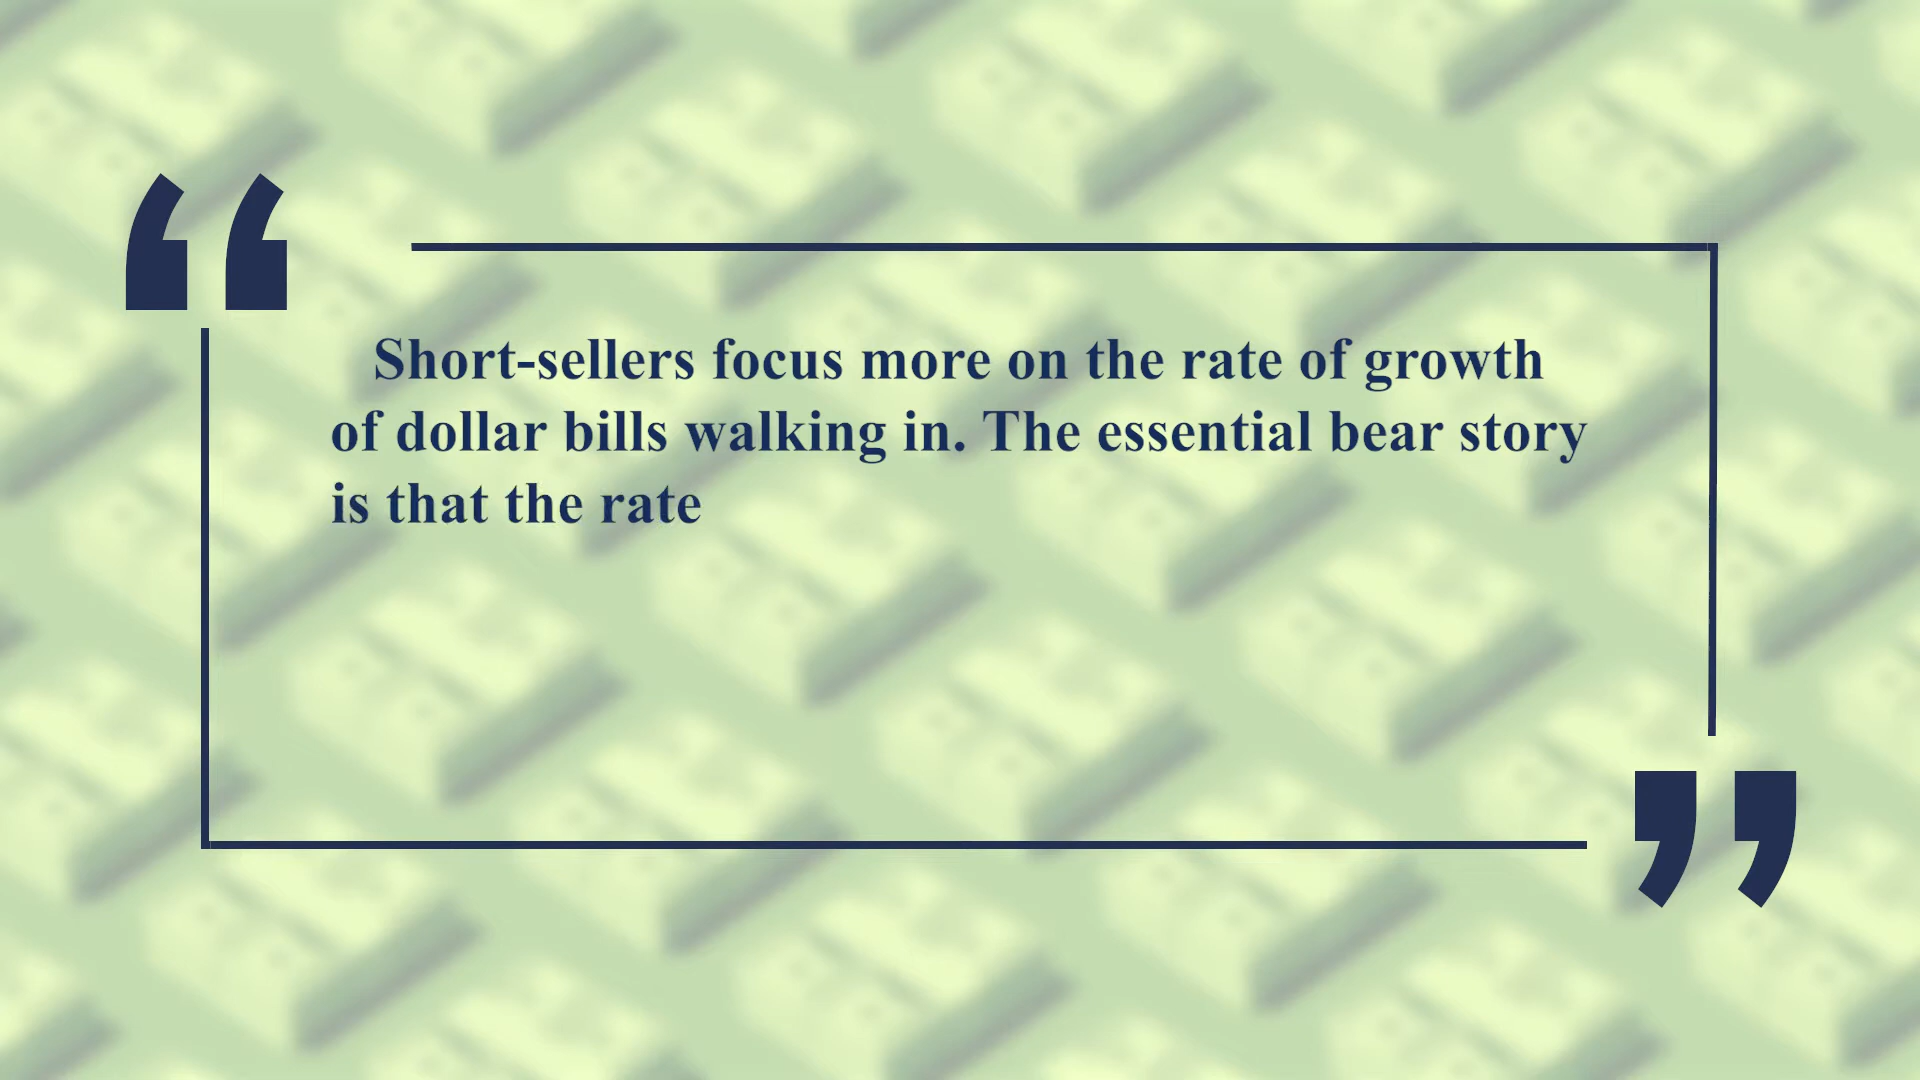 “
Short-sellers focus more on the rate of growth
of dollar bills walking in. The essential bear story
is that the rate
”